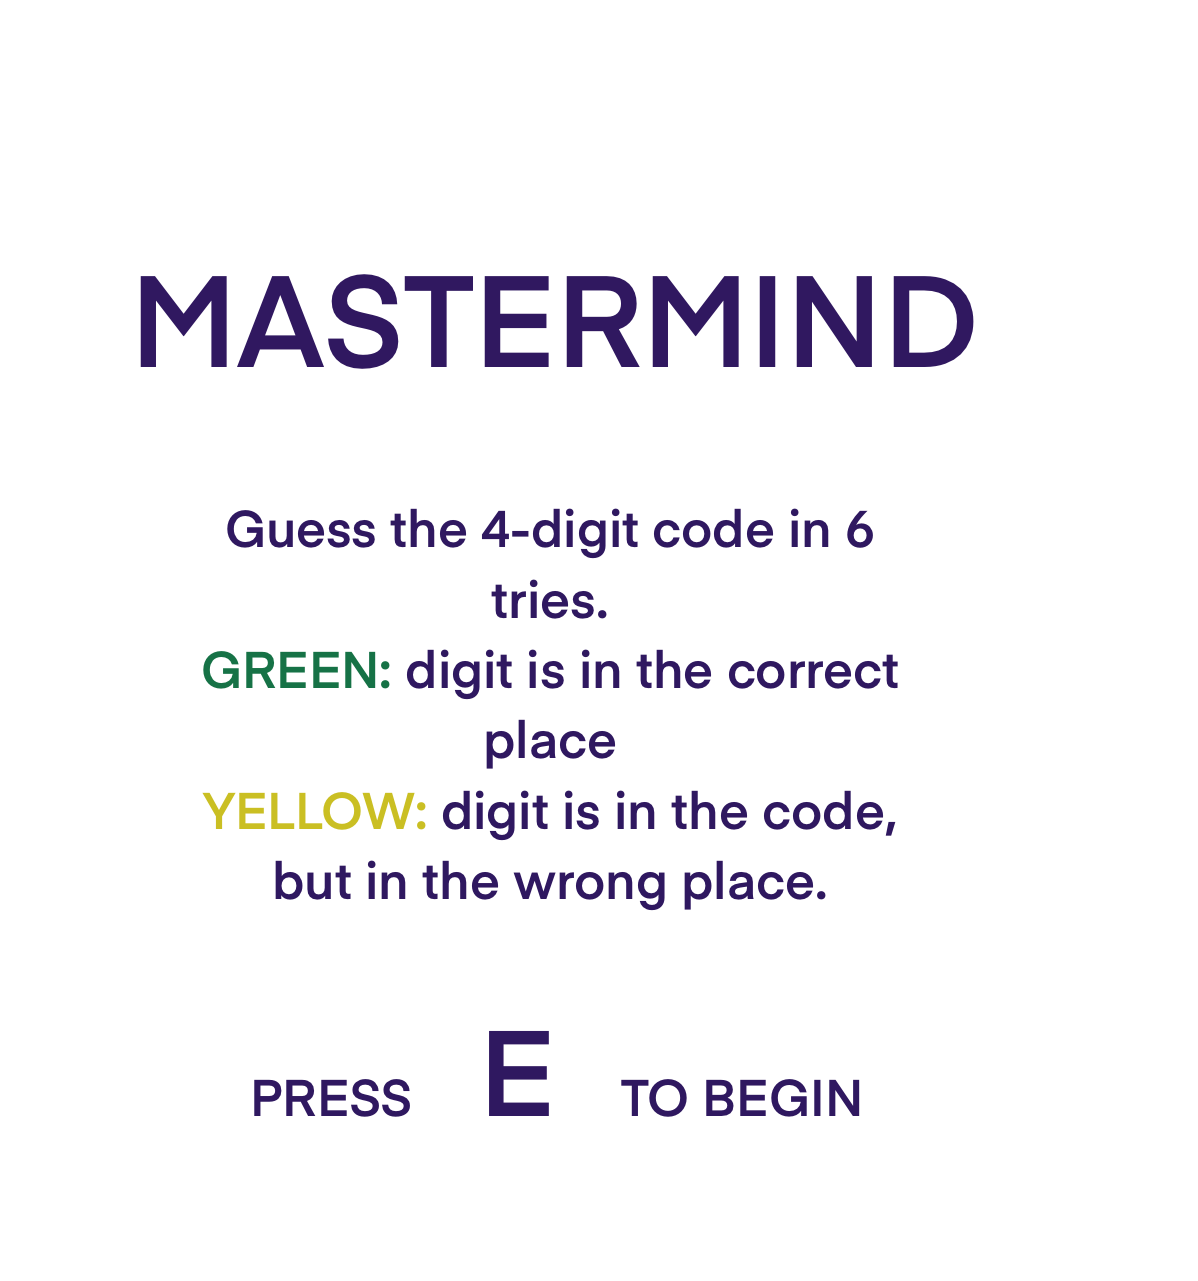 MASTERMIND
Guess the 4-digit code in 6
tries.
GREEN: digit is in the correct
place
YELLOW: digit is in the code,
but in the wrong place.
PRESS E TO BEGIN